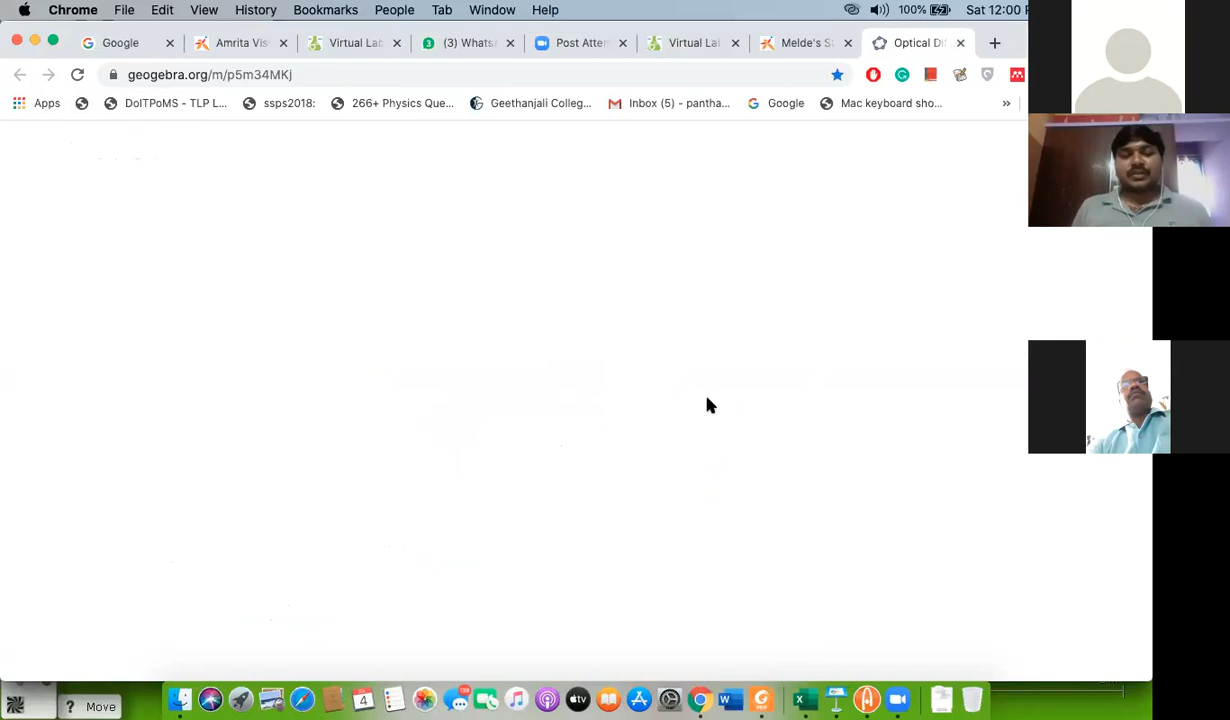 Chrome File Edit View History Bookmarks People Tab Window Help 100% Sat 12:00 P
Google Amrita Vis Virtual Lab (3) Whats Post Atten Virtual Lab Melde's S Optical Di
geogebra.org/m/p5m34MKj
Apps DoITPoMS - TLP L... ssps2018: 266+ Physics Que... Geethanjali Colleg... Inbox (5) - pantha... Google Mac keyboard sho... »
? Move